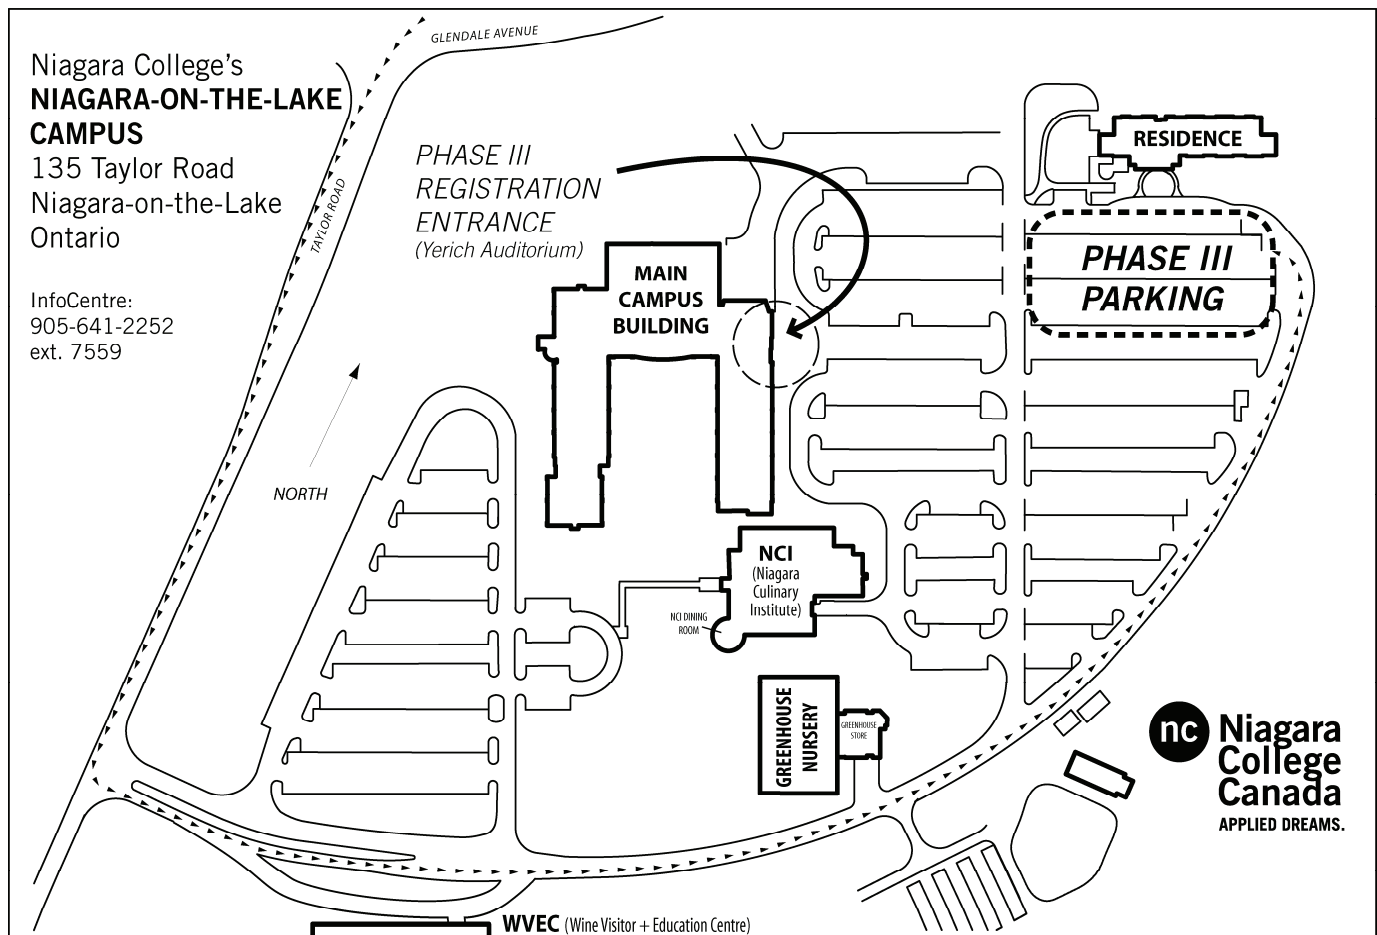 GLENDALE AVENUE
Niagara College’s
NIAGARA-ON-THE-LAKE
CAMPUS
135 Taylor Road
Niagara-on-the-Lake
Ontario
InfoCentre:
905-641-2252
ext. 7559
TAYLOR ROAD
PHASE III
REGISTRATION
ENTRANCE
(Yerich Auditorium)
RESIDENCE
PHASE III
PARKING
MAIN
CAMPUS
BUILDING
NORTH
NCI
(Niagara
Culinary
Institute)
NCI DINING
ROOM
GREENHOUSE
NURSERY
GREENHOUSE
STORE
nc
Niagara
College
Canada
APPLIED DREAMS.
WVEC (Wine Visitor + Education Centre)